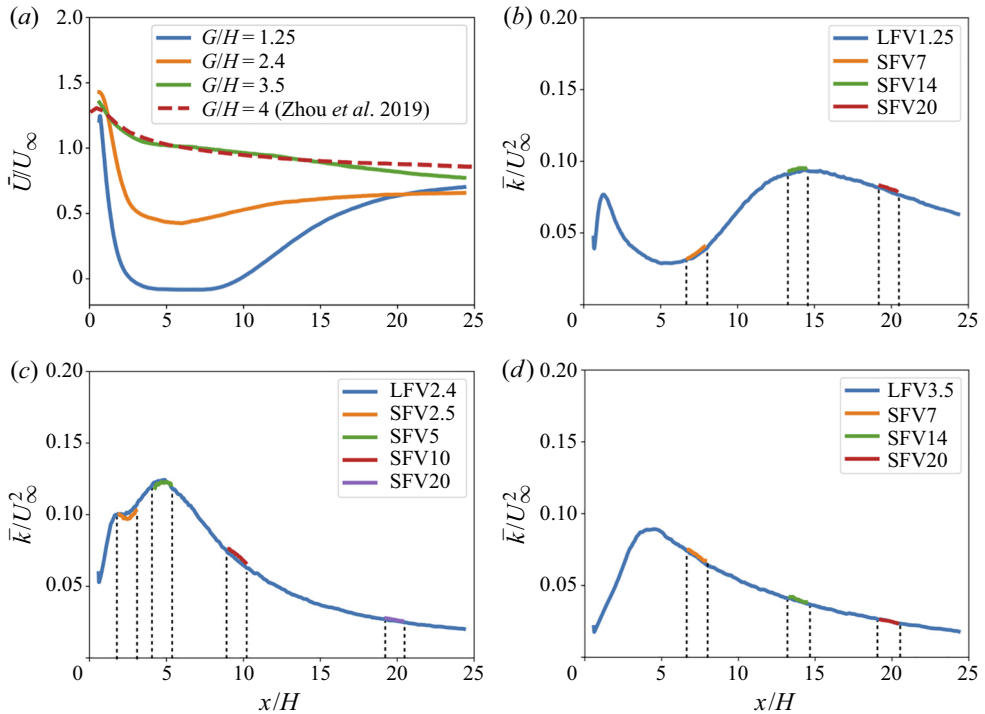 (a)
2.0
1.5
1.0
0.5
0
Ū/U∞
G/H = 1.25
G/H = 2.4
G/H = 3.5
G/H = 4 (Zhou et al. 2019)
0 5 10 15 20 25
(b)
0.20
0.15
0.10
0.05
0
k̄/U²∞
LFV1.25
SFV7
SFV14
SFV20
5 10 15 20 25
(c)
0.20
0.15
0.10
0.05
k̄/U²∞
LFV2.4
SFV2.5
SFV5
SFV10
SFV20
0 5 10 15 20 25
x/H
(d)
0.20
0.15
0.10
0.05
k̄/U²∞
LFV3.5
SFV7
SFV14
SFV20
0 5 10 15 20 25
x/H